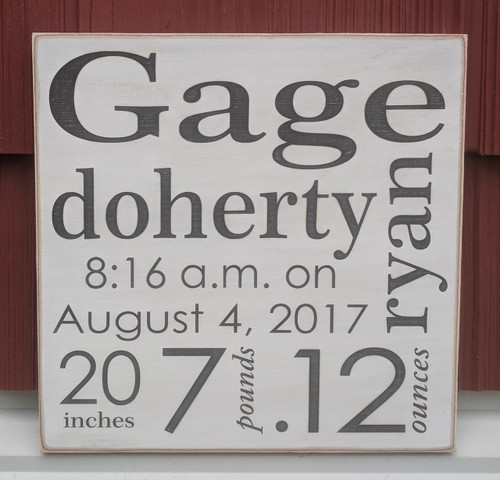 Gage
doherty
ryan
8:16 a.m. on
August 4, 2017
20
inches
7
pounds
.12
ounces